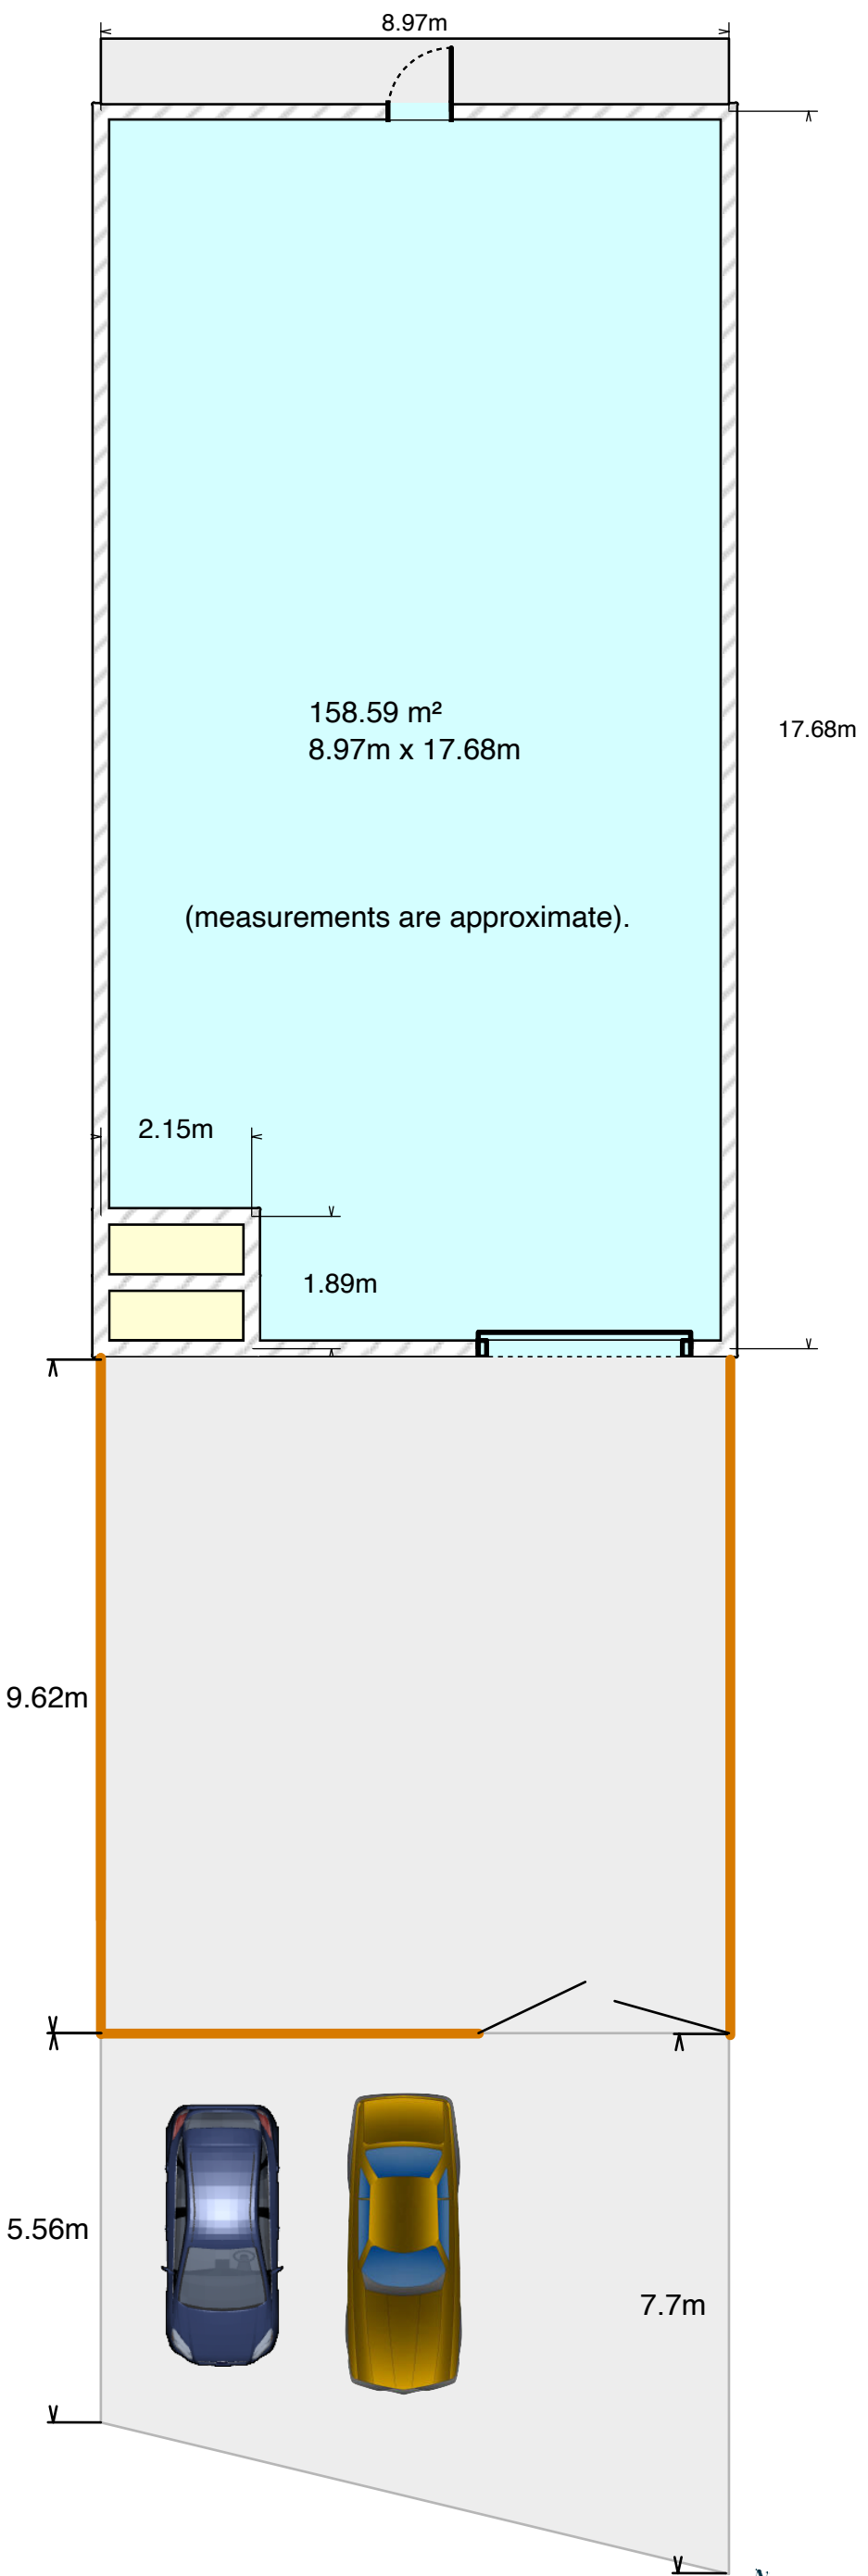 8.97m
158.59 m²
8.97m x 17.68m
17.68m
(measurements are approximate).
2.15m
1.89m
9.62m
5.56m
7.7m